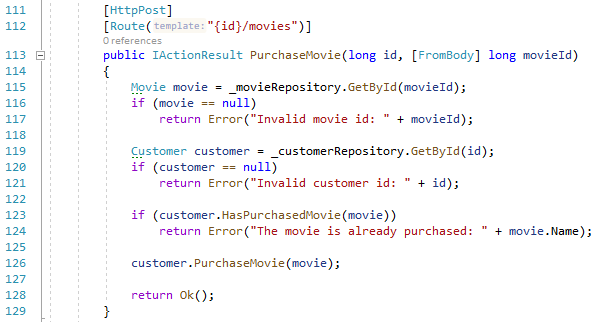 111 [HttpPost]
112 [Route(template:"{id}/movies")]
0 references
113 public IActionResult PurchaseMovie(long id, [FromBody] long movieId)
114 {
115 Movie movie = _movieRepository.GetById(movieId);
116 if (movie == null)
117 return Error("Invalid movie id: " + movieId);
118
119 Customer customer = _customerRepository.GetById(id);
120 if (customer == null)
121 return Error("Invalid customer id: " + id);
122
123 if (customer.HasPurchasedMovie(movie))
124 return Error("The movie is already purchased: " + movie.Name);
125
126 customer.PurchaseMovie(movie);
127
128 return Ok();
129 }